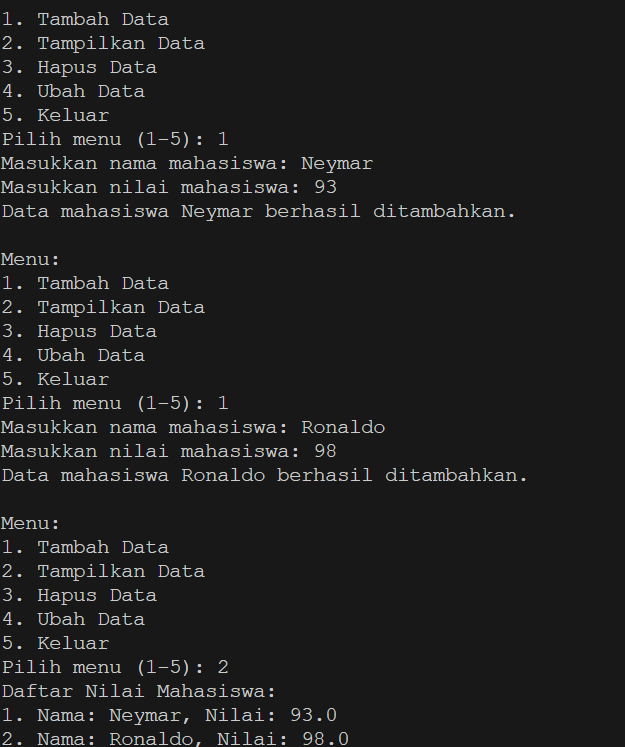 1. Tambah Data
2. Tampilkan Data
3. Hapus Data
4. Ubah Data
5. Keluar
Pilih menu (1-5): 1
Masukkan nama mahasiswa: Neymar
Masukkan nilai mahasiswa: 93
Data mahasiswa Neymar berhasil ditambahkan.
Menu:
1. Tambah Data
2. Tampilkan Data
3. Hapus Data
4. Ubah Data
5. Keluar
Pilih menu (1-5): 1
Masukkan nama mahasiswa: Ronaldo
Masukkan nilai mahasiswa: 98
Data mahasiswa Ronaldo berhasil ditambahkan.
Menu:
1. Tambah Data
2. Tampilkan Data
3. Hapus Data
4. Ubah Data
5. Keluar
Pilih menu (1-5): 2
Daftar Nilai Mahasiswa:
1. Nama: Neymar, Nilai: 93.0
2. Nama: Ronaldo, Nilai: 98.0